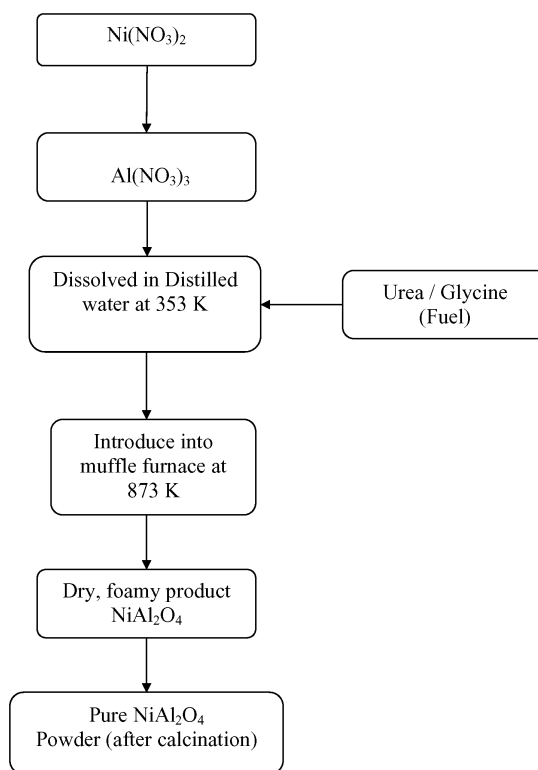 Ni(NO₃)₂
Al(NO₃)₃
Dissolved in Distilled
water at 353 K
Urea / Glycine
(Fuel)
Introduce into
muffle furnace at
873 K
Dry, foamy product
NiAl₂O₄
Pure NiAl₂O₄
Powder (after calcination)